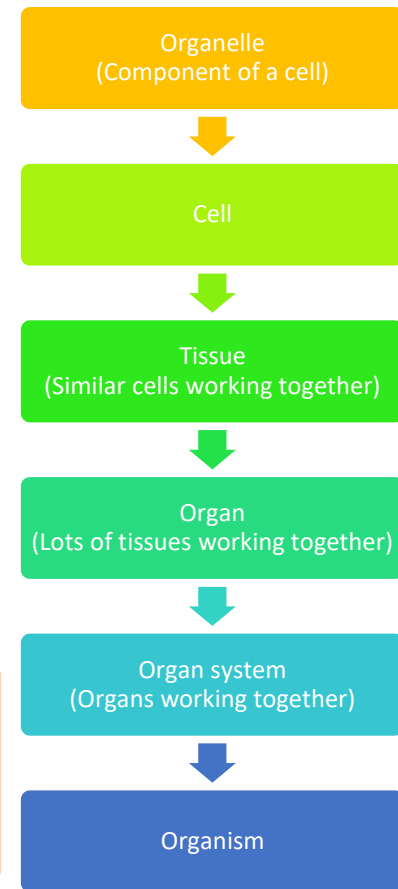 Organelle
(Component of a cell)
Cell
Tissue
(Similar cells working together)
Organ
(Lots of tissues working together)
Organ system
(Organs working together)
Organism